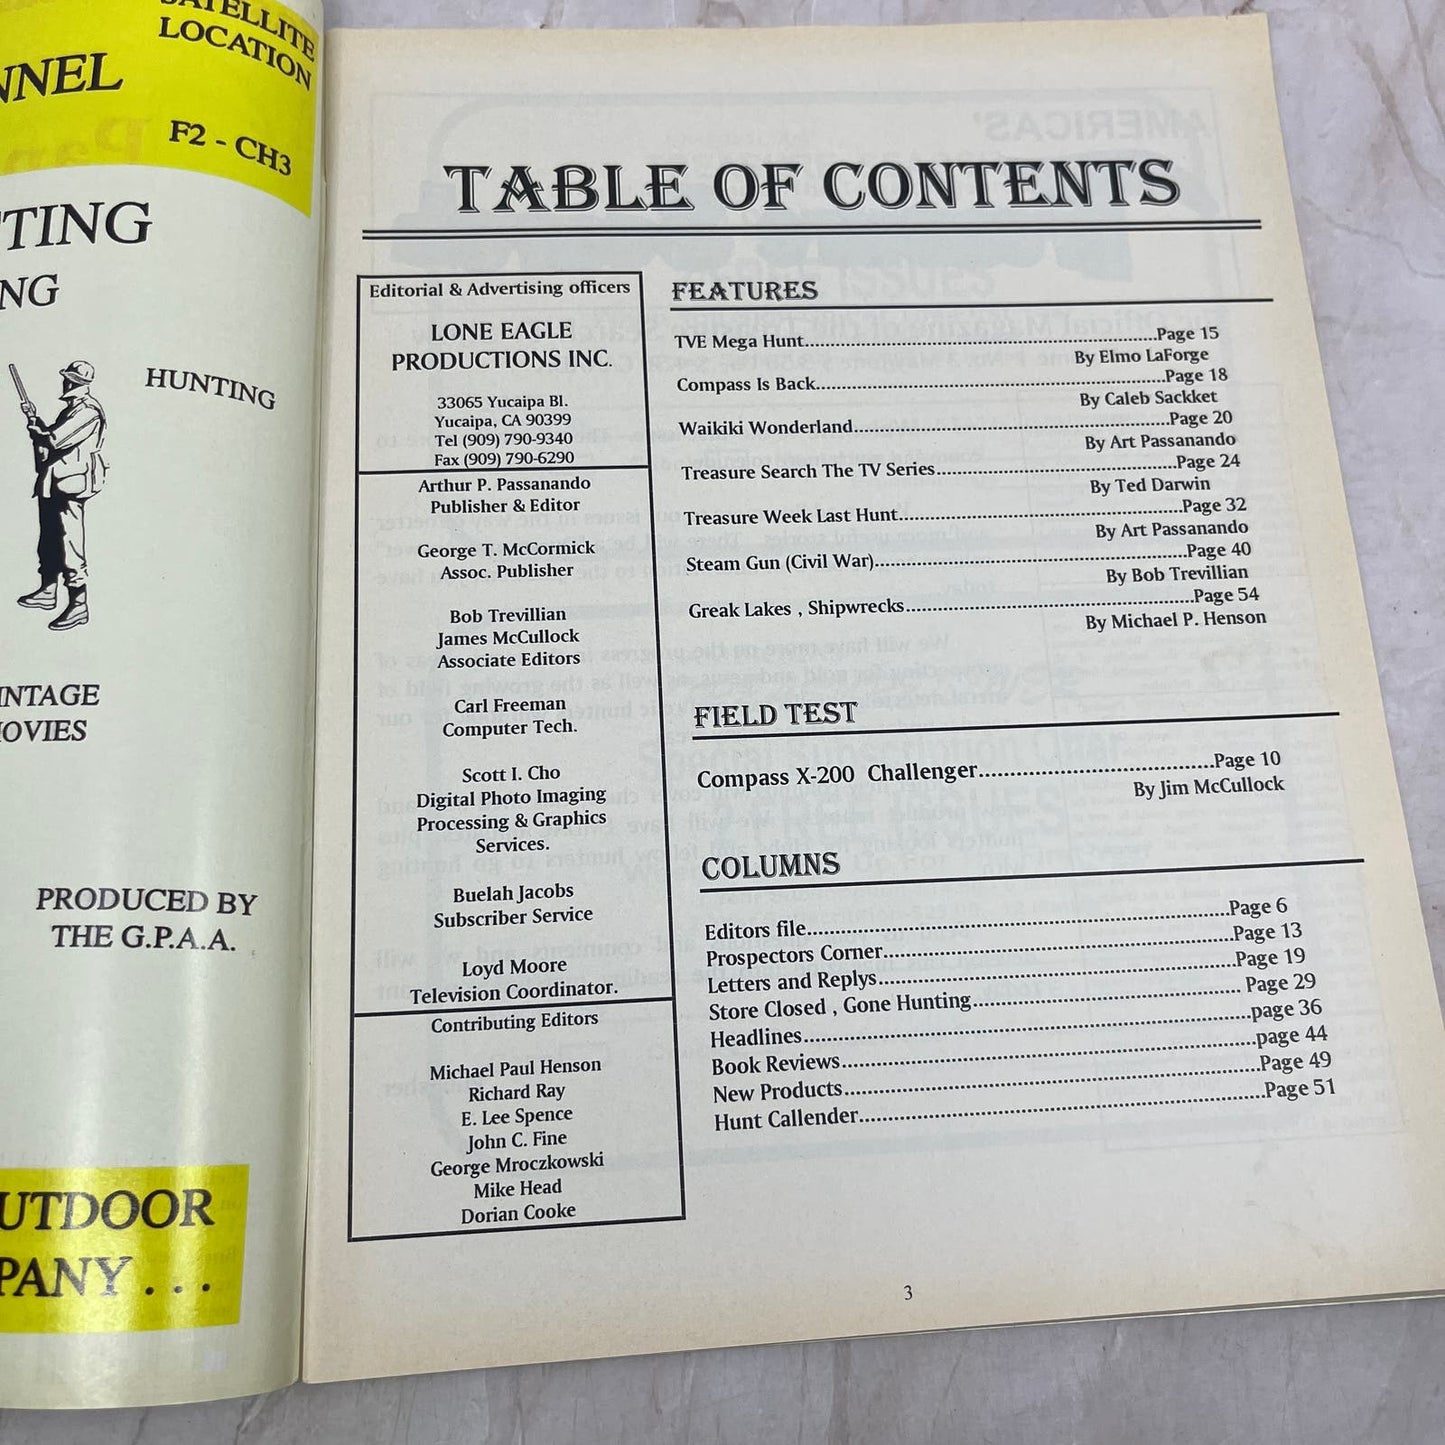 SATELLITE
LOCATION
NNEL
F2 - CH3
TING
NG
HUNTING
INTAGE
OVIES
PRODUCED BY
THE G.P.A.A.
UTDOOR
PANY . . .
TABLE OF CONTENTS
Editorial & Advertising officers
LONE EAGLE
PRODUCTIONS INC.
33065 Yucaipa Bl.
Yucaipa, CA 90399
Tel (909) 790-9340
Fax (909) 790-6290
Arthur P. Passanando
Publisher & Editor
George T. McCormick
Assoc. Publisher
Bob Trevillian
James McCullock
Associate Editors
Carl Freeman
Computer Tech.
Scott I. Cho
Digital Photo Imaging
Processing & Graphics
Services.
Buelah Jacobs
Subscriber Service
Loyd Moore
Television Coordinator.
Contributing Editors
Michael Paul Henson
Richard Ray
E. Lee Spence
John C. Fine
George Mroczkowski
Mike Head
Dorian Cooke
FEATURES
TVE Mega Hunt....Page 15
By Elmo LaForge
Compass Is Back....Page 18
By Caleb Sackket
Waikiki Wonderland....Page 20
By Art Passanando
Treasure Search The TV Series....Page 24
By Ted Darwin
Treasure Week Last Hunt....Page 32
By Art Passanando
Steam Gun (Civil War)....Page 40
By Bob Trevillian
Greak Lakes , Shipwrecks....Page 54
By Michael P. Henson
FIELD TEST
Compass X-200 Challenger....Page 10
By Jim McCullock
COLUMNS
Editors file....Page 6
Prospectors Corner....Page 13
Letters and Replys....Page 19
Store Closed , Gone Hunting.... Page 29
Headlines....page 36
Book Reviews....page 44
New Products....Page 49
Hunt Callender....Page 51
3